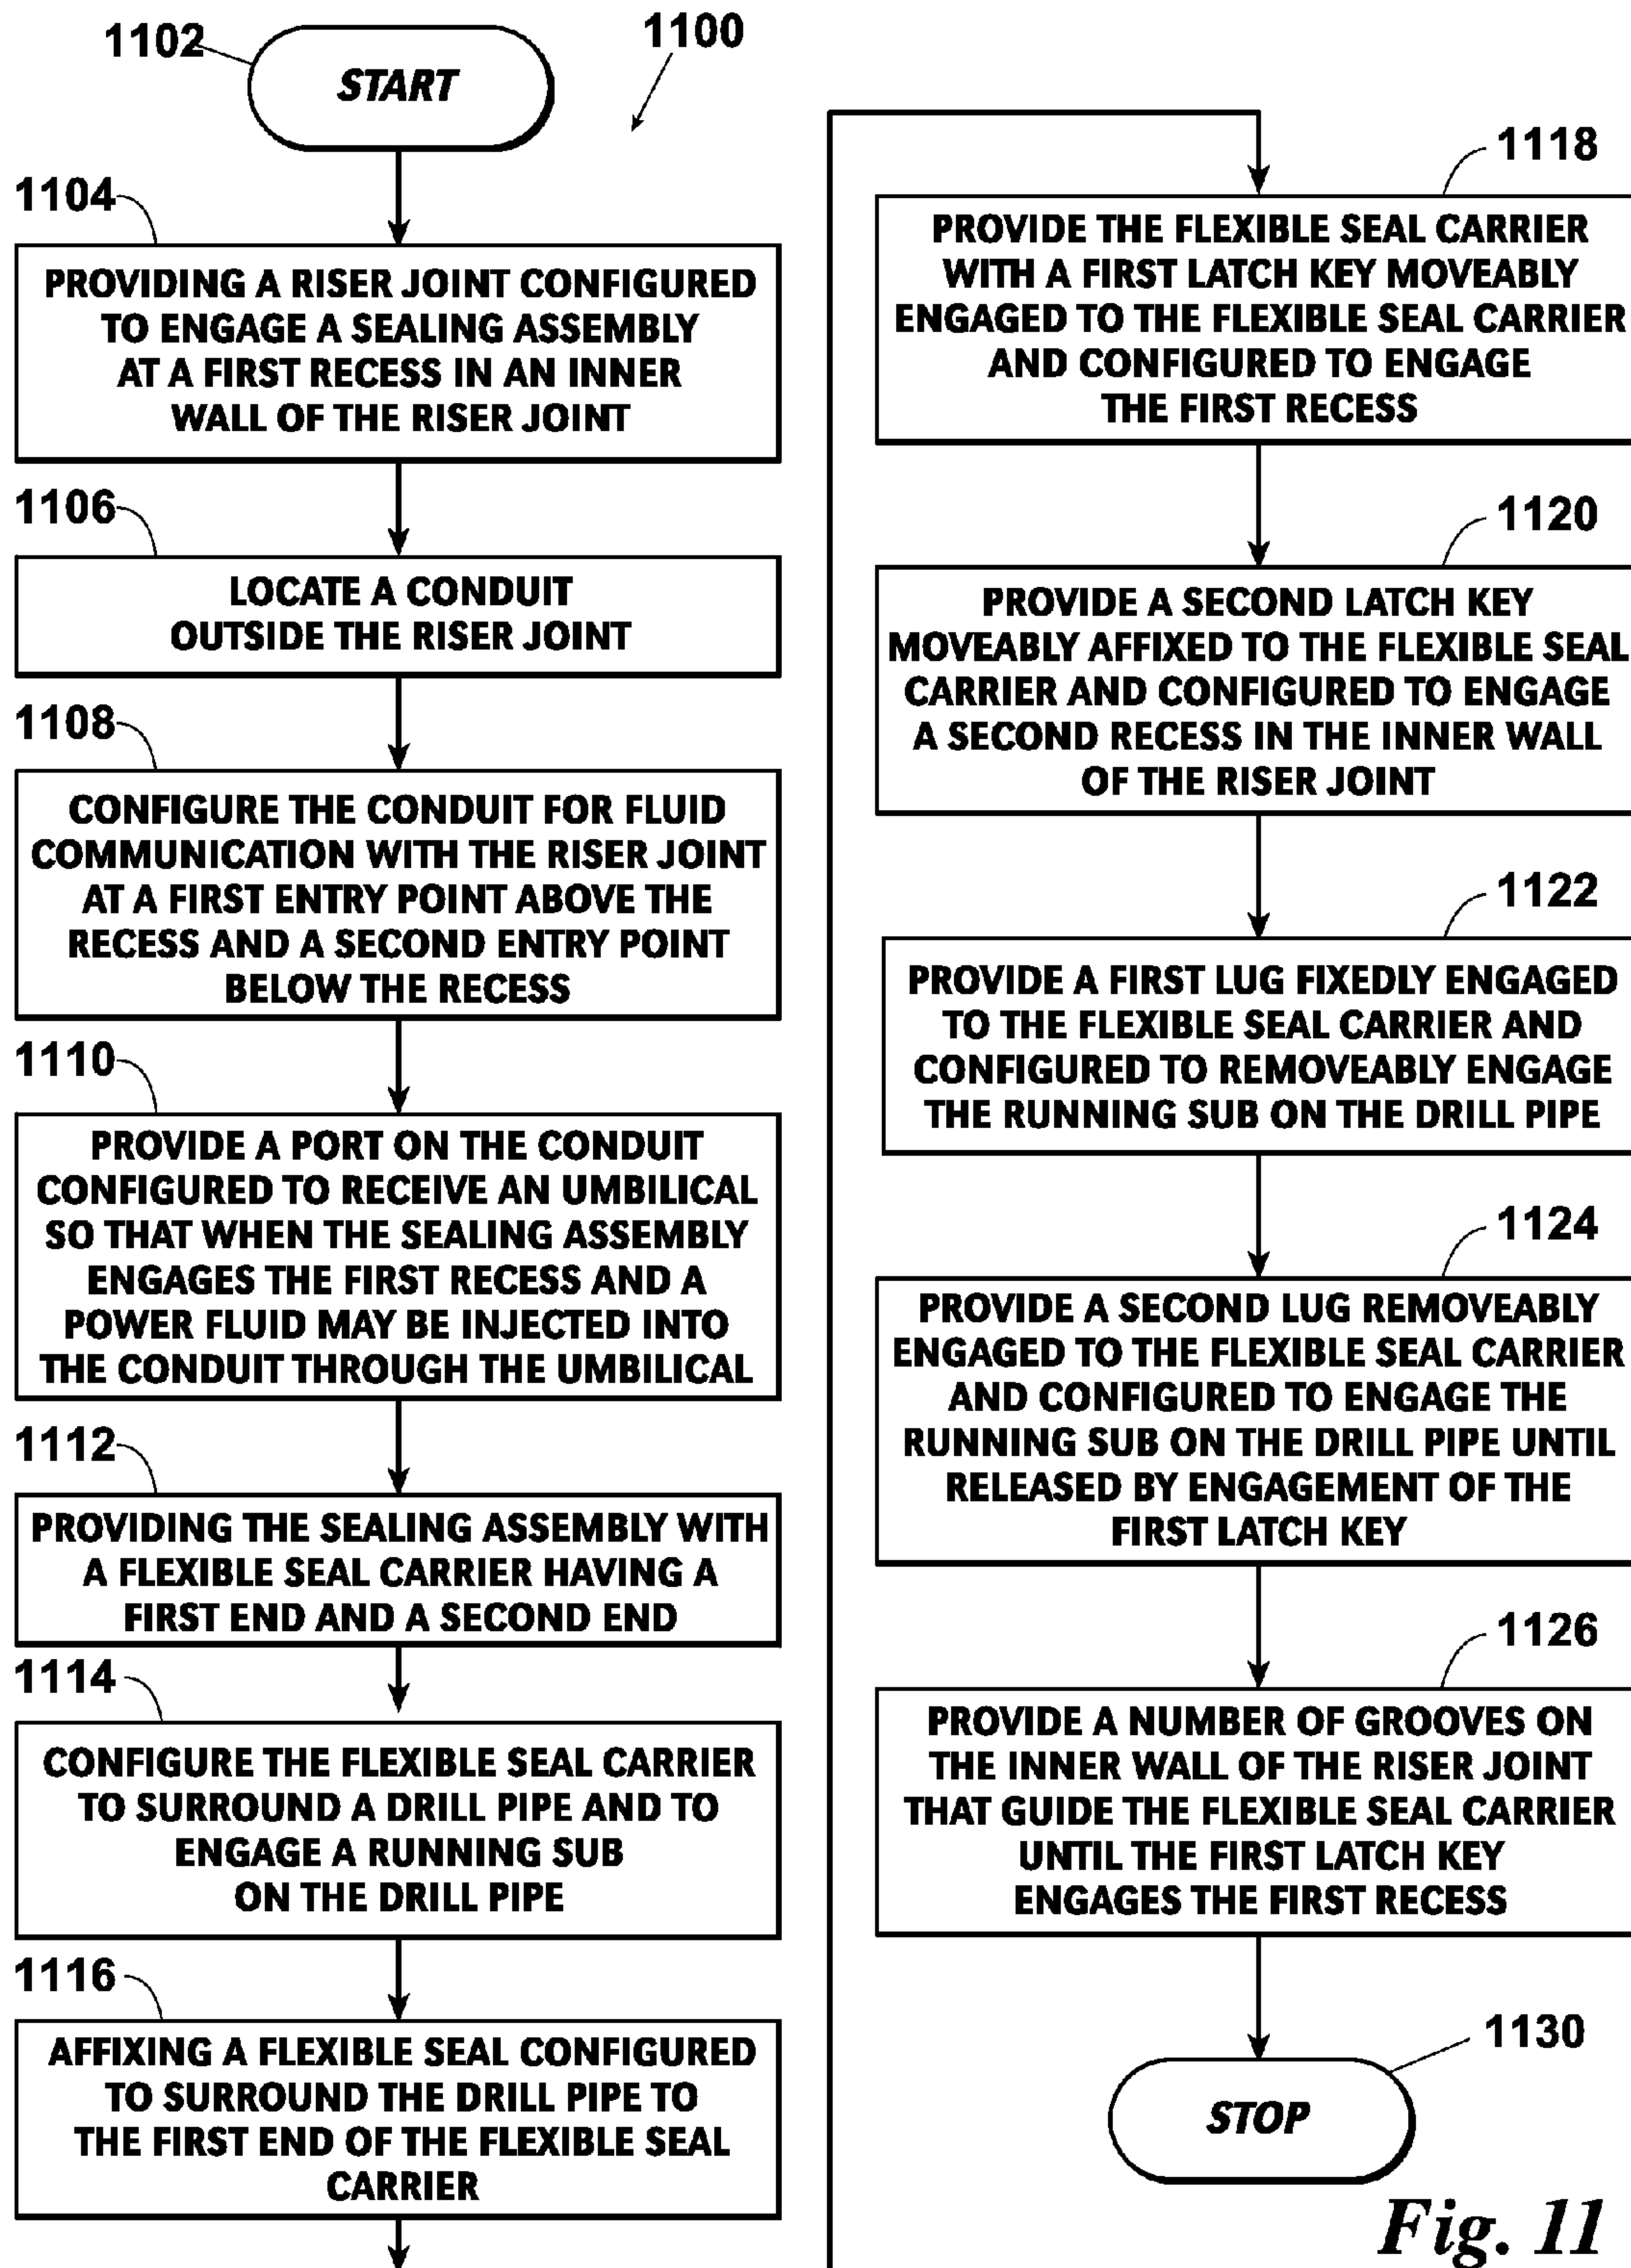 1102
START
1100
1104
PROVIDING A RISER JOINT CONFIGURED
TO ENGAGE A SEALING ASSEMBLY
AT A FIRST RECESS IN AN INNER
WALL OF THE RISER JOINT
1106
LOCATE A CONDUIT
OUTSIDE THE RISER JOINT
1108
CONFIGURE THE CONDUIT FOR FLUID
COMMUNICATION WITH THE RISER JOINT
AT A FIRST ENTRY POINT ABOVE THE
RECESS AND A SECOND ENTRY POINT
BELOW THE RECESS
1110
PROVIDE A PORT ON THE CONDUIT
CONFIGURED TO RECEIVE AN UMBILICAL
SO THAT WHEN THE SEALING ASSEMBLY
ENGAGES THE FIRST RECESS AND A
POWER FLUID MAY BE INJECTED INTO
THE CONDUIT THROUGH THE UMBILICAL
1112
PROVIDING THE SEALING ASSEMBLY WITH
A FLEXIBLE SEAL CARRIER HAVING A
FIRST END AND A SECOND END
1114
CONFIGURE THE FLEXIBLE SEAL CARRIER
TO SURROUND A DRILL PIPE AND TO
ENGAGE A RUNNING SUB
ON THE DRILL PIPE
1116
AFFIXING A FLEXIBLE SEAL CONFIGURED
TO SURROUND THE DRILL PIPE TO
THE FIRST END OF THE FLEXIBLE SEAL
CARRIER
1118
PROVIDE THE FLEXIBLE SEAL CARRIER
WITH A FIRST LATCH KEY MOVEABLY
ENGAGED TO THE FLEXIBLE SEAL CARRIER
AND CONFIGURED TO ENGAGE
THE FIRST RECESS
1120
PROVIDE A SECOND LATCH KEY
MOVEABLY AFFIXED TO THE FLEXIBLE SEAL
CARRIER AND CONFIGURED TO ENGAGE
A SECOND RECESS IN THE INNER WALL
OF THE RISER JOINT
1122
PROVIDE A FIRST LUG FIXEDLY ENGAGED
TO THE FLEXIBLE SEAL CARRIER AND
CONFIGURED TO REMOVEABLY ENGAGE
THE RUNNING SUB ON THE DRILL PIPE
1124
PROVIDE A SECOND LUG REMOVEABLY
ENGAGED TO THE FLEXIBLE SEAL CARRIER
AND CONFIGURED TO ENGAGE THE
RUNNING SUB ON THE DRILL PIPE UNTIL
RELEASED BY ENGAGEMENT OF THE
FIRST LATCH KEY
1126
PROVIDE A NUMBER OF GROOVES ON
THE INNER WALL OF THE RISER JOINT
THAT GUIDE THE FLEXIBLE SEAL CARRIER
UNTIL THE FIRST LATCH KEY
ENGAGES THE FIRST RECESS
1130
STOP
Fig. 11